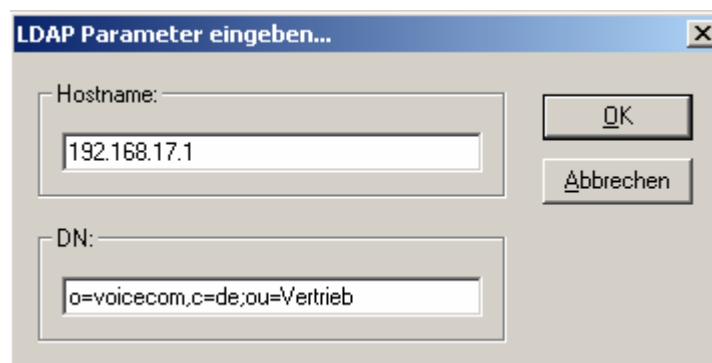 LDAP Parameter eingeben...
Hostname:
192.168.17.1
OK
Abbrechen
DN:
o=voicecom,c=de;ou=Vertrieb